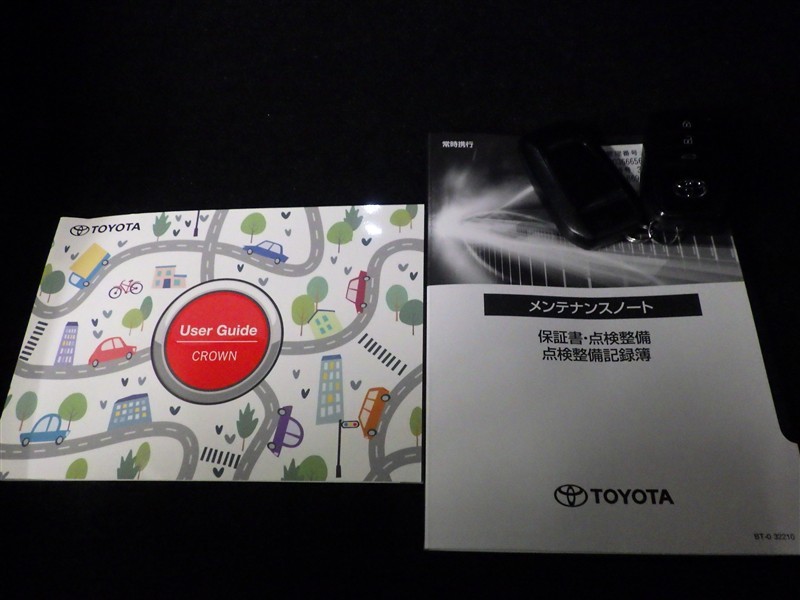 TOYOTA
User Guide
CROWN
常時携行
メンテナンスノート
保証書・点検整備
点検整備記録簿
TOYOTA